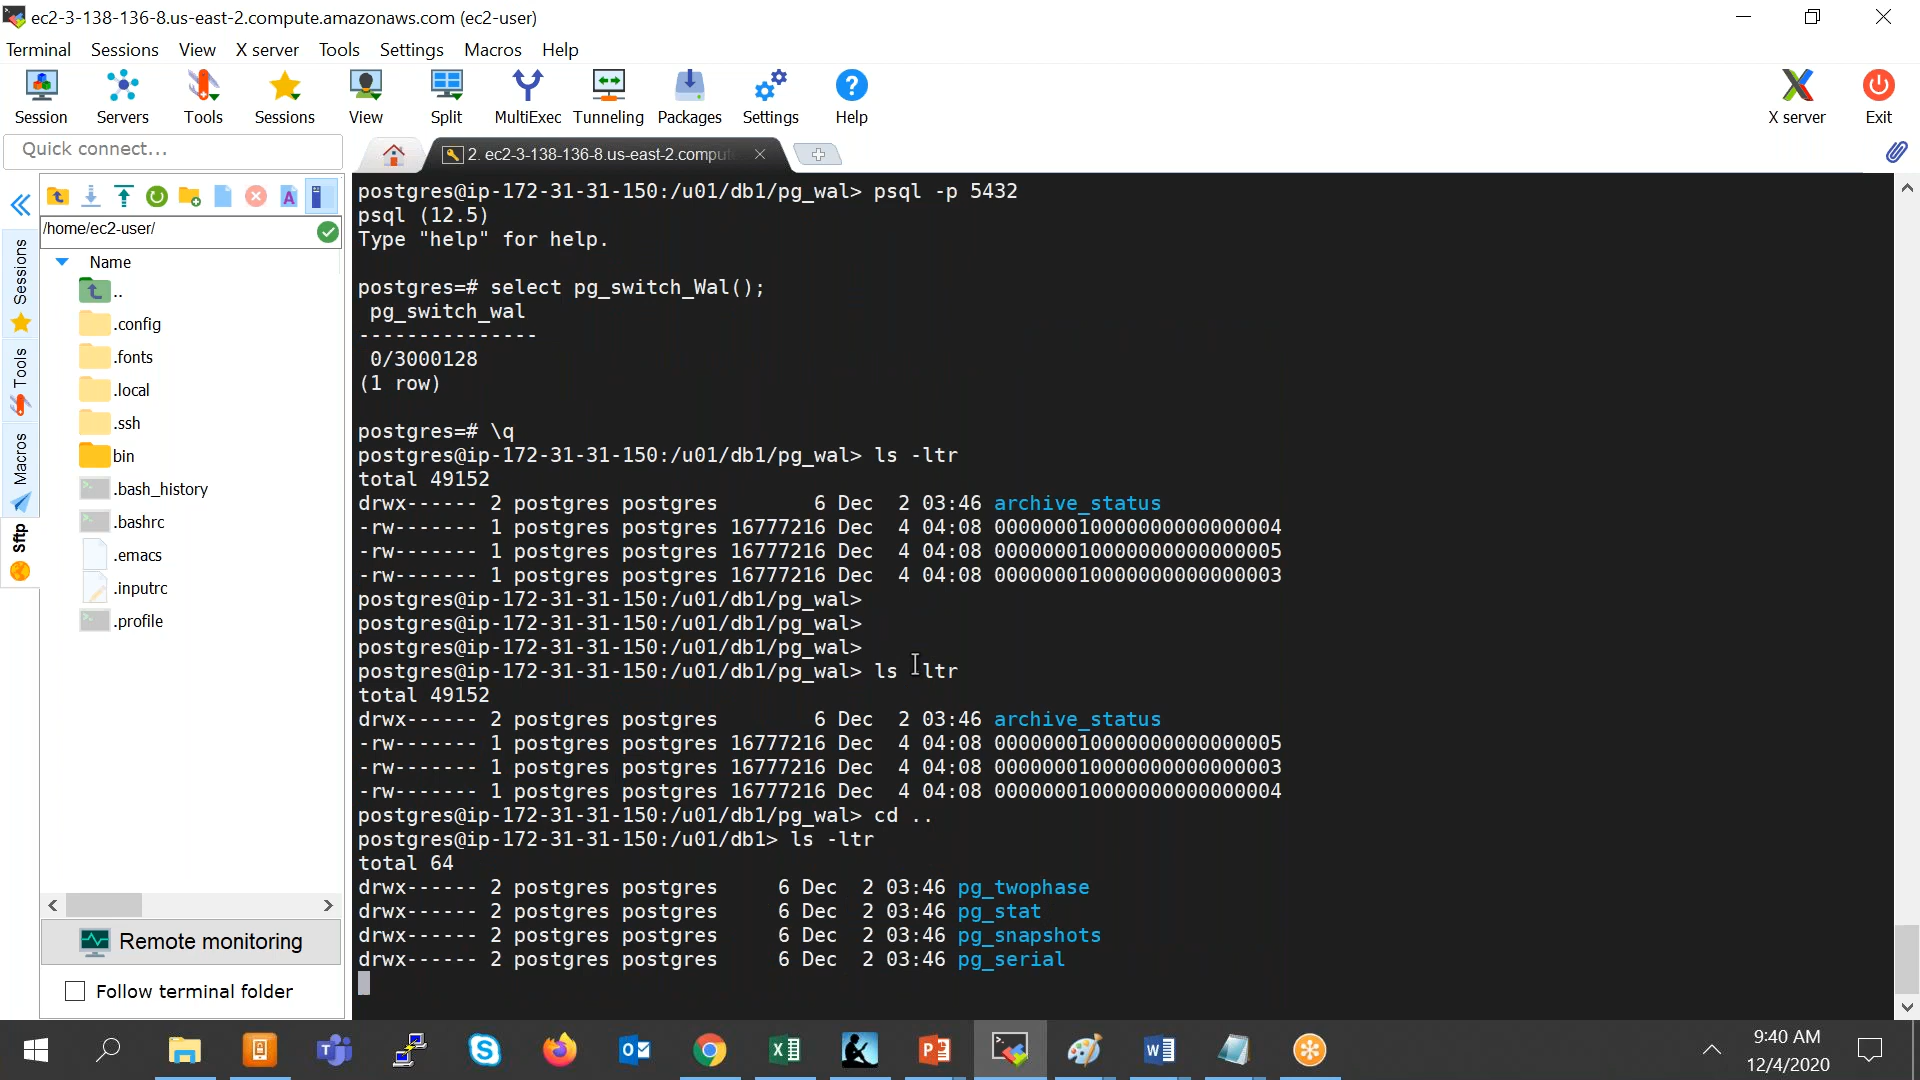 ec2-3-138-136-8.us-east-2.compute.amazonaws.com (ec2-user)
Terminal Sessions View X server Tools Settings Macros Help
Session Servers Tools Sessions View Split MultiExec Tunneling Packages Settings Help X server Exit
Quick connect...
2. ec2-3-138-136-8.us-east-2.comput
/home/ec2-user/
Name
..
.config
.fonts
.local
.ssh
bin
.bash_history
.bashrc
.emacs
.inputrc
.profile
Sessions
Tools
Macros
Sftp
Remote monitoring
Follow terminal folder
postgres@ip-172-31-31-150:/u01/db1/pg_wal> psql -p 5432
psql (12.5)
Type "help" for help.
postgres=# select pg_switch_Wal();
pg_switch_wal
---------------
0/3000128
(1 row)
postgres=# \q
postgres@ip-172-31-31-150:/u01/db1/pg_wal> ls -ltr
total 49152
drwx------ 2 postgres postgres 6 Dec 2 03:46 archive_status
-rw------- 1 postgres postgres 16777216 Dec 4 04:08 000000010000000000000004
-rw------- 1 postgres postgres 16777216 Dec 4 04:08 000000010000000000000005
-rw------- 1 postgres postgres 16777216 Dec 4 04:08 000000010000000000000003
postgres@ip-172-31-31-150:/u01/db1/pg_wal>
postgres@ip-172-31-31-150:/u01/db1/pg_wal>
postgres@ip-172-31-31-150:/u01/db1/pg_wal>
postgres@ip-172-31-31-150:/u01/db1/pg_wal> ls -ltr
total 49152
drwx------ 2 postgres postgres 6 Dec 2 03:46 archive_status
-rw------- 1 postgres postgres 16777216 Dec 4 04:08 000000010000000000000005
-rw------- 1 postgres postgres 16777216 Dec 4 04:08 000000010000000000000003
-rw------- 1 postgres postgres 16777216 Dec 4 04:08 000000010000000000000004
postgres@ip-172-31-31-150:/u01/db1/pg_wal> cd ..
postgres@ip-172-31-31-150:/u01/db1> ls -ltr
total 64
drwx------ 2 postgres postgres 6 Dec 2 03:46 pg_twophase
drwx------ 2 postgres postgres 6 Dec 2 03:46 pg_stat
drwx------ 2 postgres postgres 6 Dec 2 03:46 pg_snapshots
drwx------ 2 postgres postgres 6 Dec 2 03:46 pg_serial
9:40 AM
12/4/2020